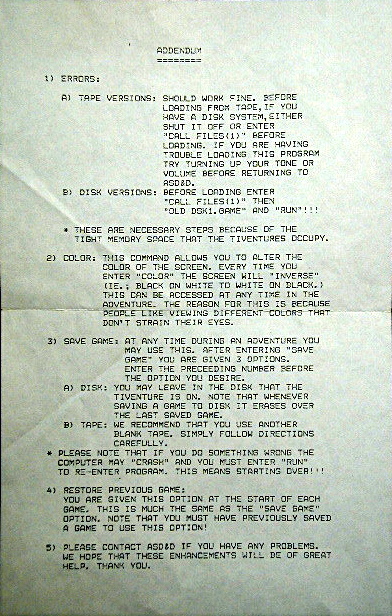 ADDENDUM
========
1) ERRORS:
A) TAPE VERSIONS: SHOULD WORK FINE. BEFORE
LOADING FROM TAPE, IF YOU
HAVE A DISK SYSTEM, EITHER
SHUT IT OFF OR ENTER
"CALL FILES(1)" BEFORE
LOADING. IF YOU ARE HAVING
TROUBLE LOADING THIS PROGRAM
TRY TURNING UP YOUR TONE OR
VOLUME BEFORE RETURNING TO
ASD&D.
B) DISK VERSIONS: BEFORE LOADING ENTER
"CALL FILES(1)" THEN
"OLD DSK1.GAME" AND "RUN"!!!
* THESE ARE NECESSARY STEPS BECAUSE OF THE
TIGHT MEMORY SPACE THAT THE TIVENTURES OCCUPY.
2) COLOR: THIS COMMAND ALLOWS YOU TO ALTER THE
COLOR OF THE SCREEN. EVERY TIME YOU
ENTER "COLOR" THE SCREEN WILL "INVERSE"
(IE.; BLACK ON WHITE TO WHITE ON BLACK.)
THIS CAN BE ACCESSED AT ANY TIME IN THE
ADVENTURE. THE REASON FOR THIS IS BECAUSE
PEOPLE LIKE VIEWING DIFFERENT COLORS THAT
DON'T STRAIN THEIR EYES.
3) SAVE GAME: AT ANY TIME DURING AN ADVENTURE YOU
MAY USE THIS. AFTER ENTERING "SAVE
GAME" YOU ARE GIVEN 3 OPTIONS.
ENTER THE PRECEEDING NUMBER BEFORE
THE OPTION YOU DESIRE.
A) DISK: YOU MAY LEAVE IN THE DISK THAT THE
TIVENTURE IS ON. NOTE THAT WHENEVER
SAVING A GAME TO DISK IT ERASES OVER
THE LAST SAVED GAME.
B) TAPE: WE RECOMMEND THAT YOU USE ANOTHER
BLANK TAPE. SIMPLY FOLLOW DIRECTIONS
CAREFULLY.
* PLEASE NOTE THAT IF YOU DO SOMETHING WRONG THE
COMPUTER MAY "CRASH" AND YOU MUST ENTER "RUN"
TO RE-ENTER PROGRAM. THIS MEANS STARTING OVER!!!
4) RESTORE PREVIOUS GAME:
YOU ARE GIVEN THIS OPTION AT THE START OF EACH
GAME. THIS IS MUCH THE SAME AS THE "SAVE GAME"
OPTION. NOTE THAT YOU MUST HAVE PREVIOUSLY SAVED
A GAME TO USE THIS OPTION!
5) PLEASE CONTACT ASD&D IF YOU HAVE ANY PROBLEMS.
WE HOPE THAT THESE ENHANCEMENTS WILL BE OF GREAT
HELP. THANK YOU.